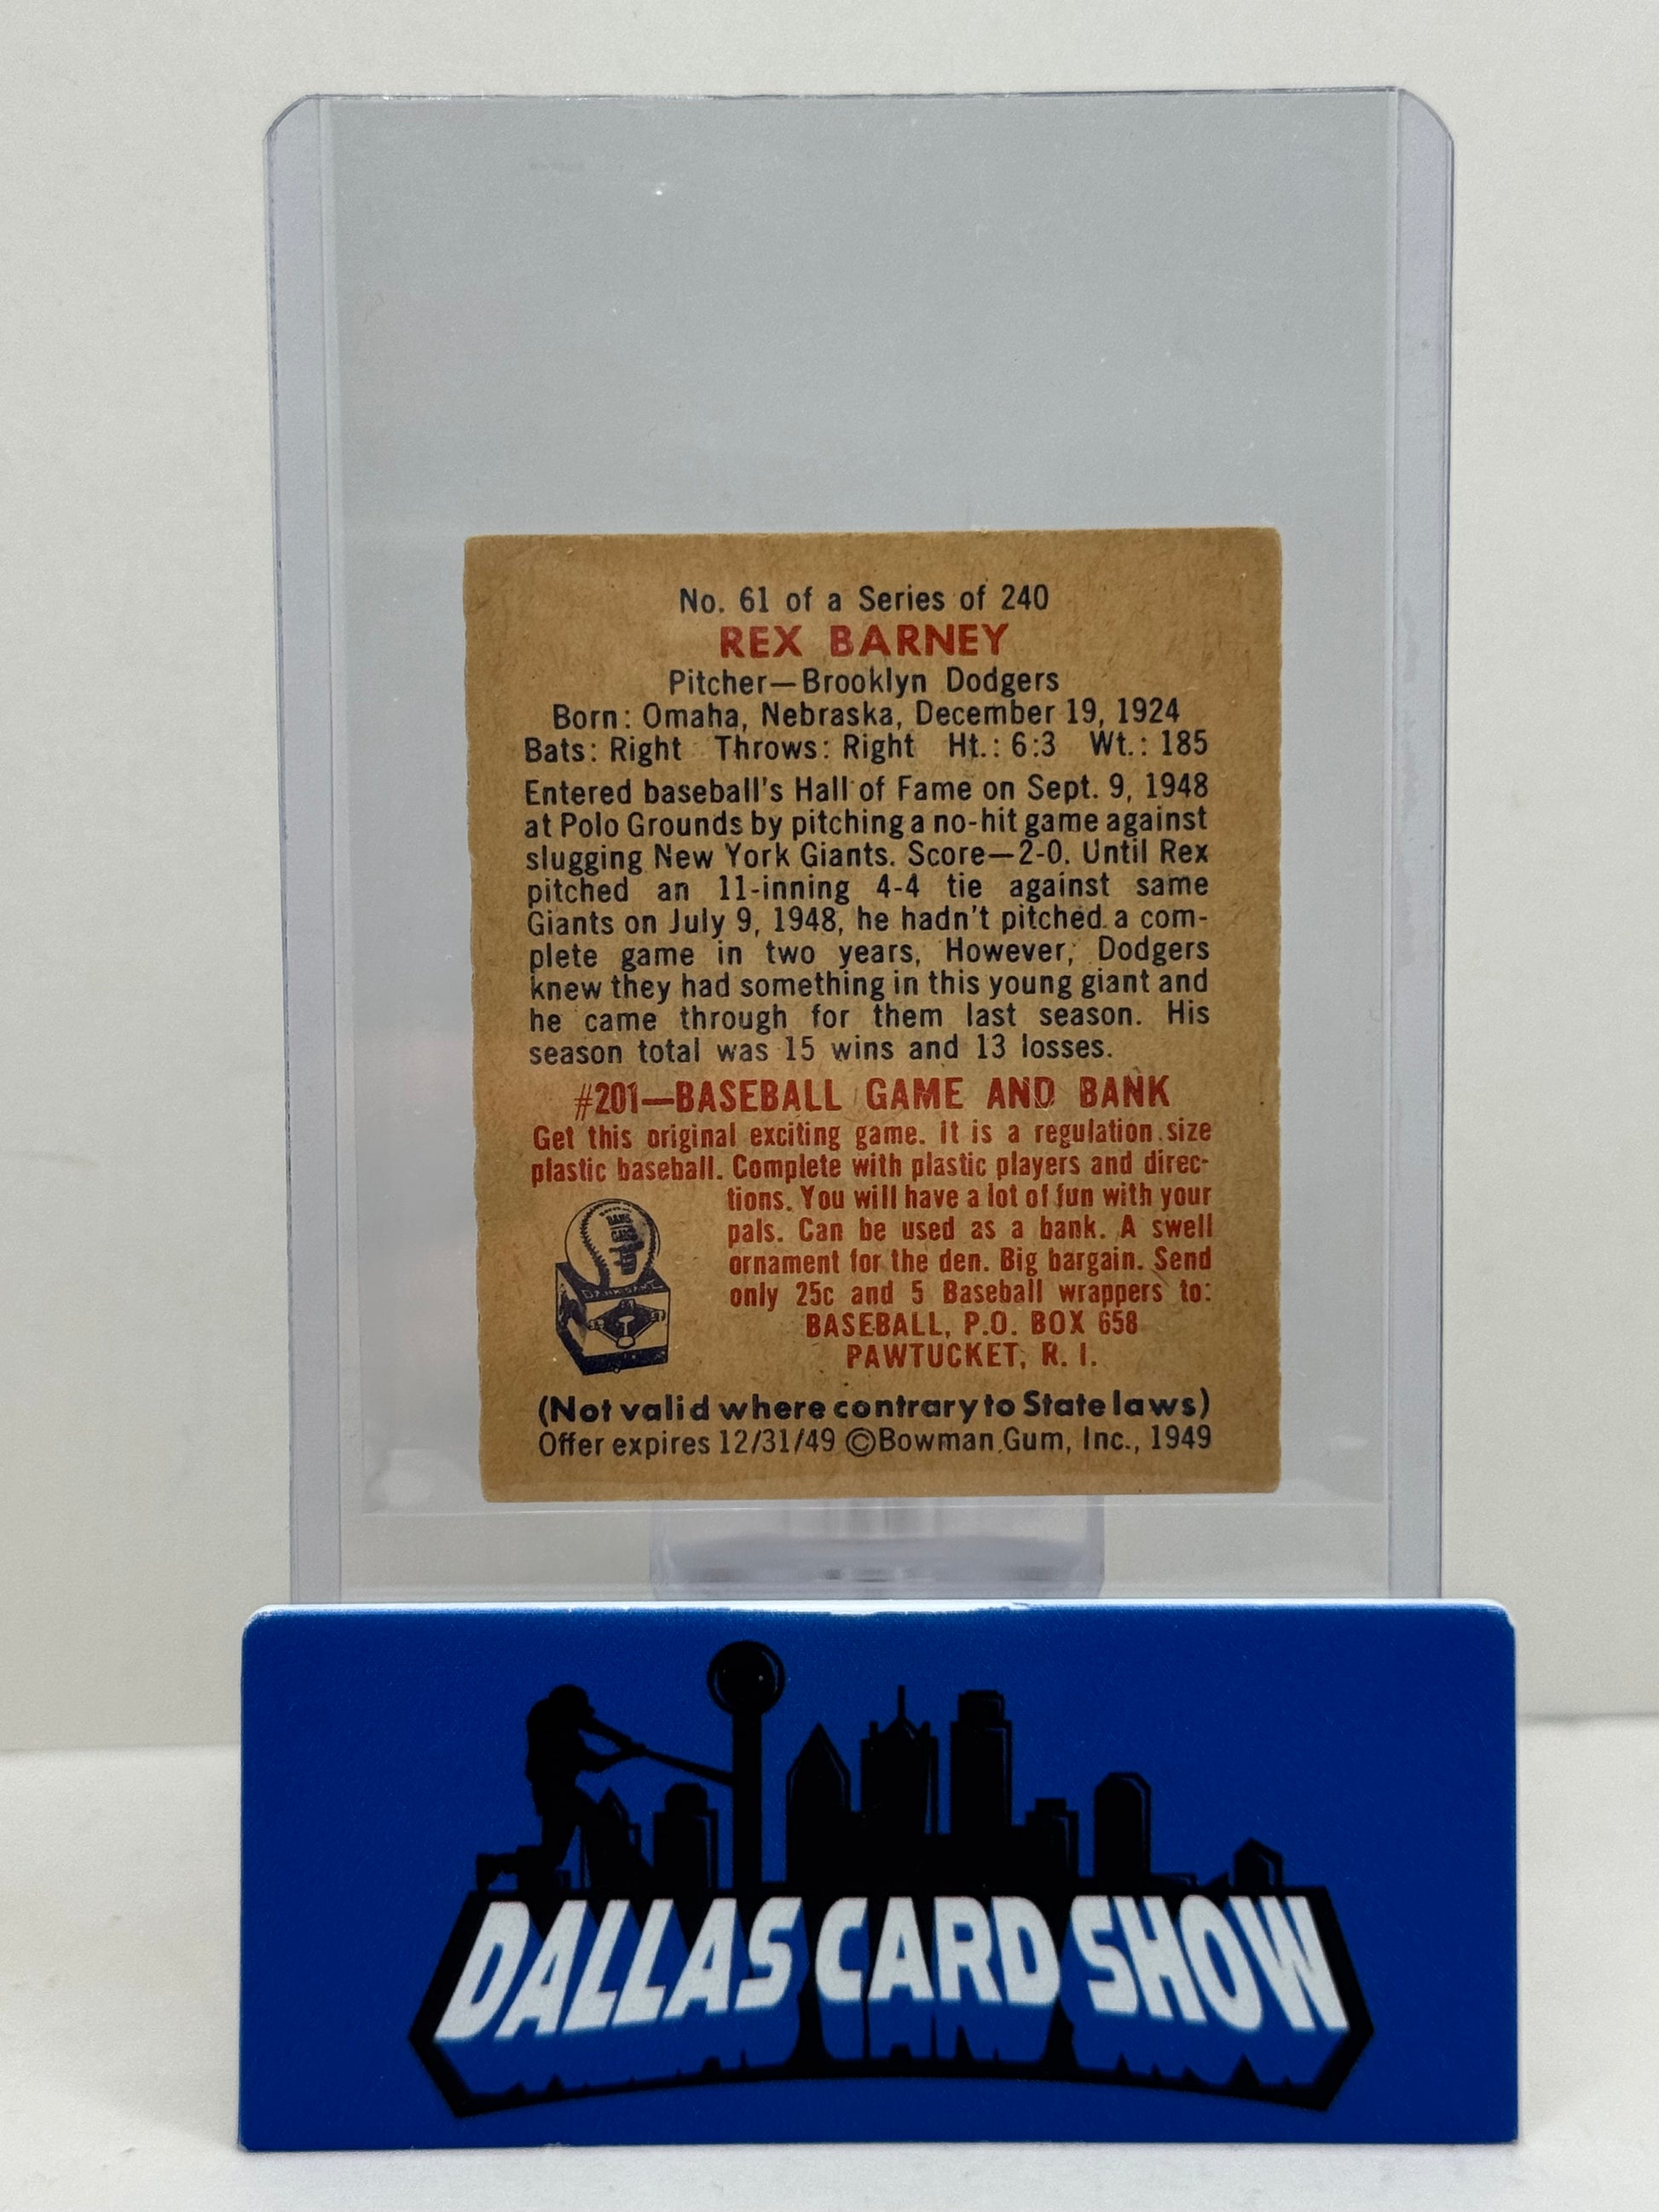 No. 61 of a Series of 240
REX BARNEY
Pitcher—Brooklyn Dodgers
Born: Omaha, Nebraska, December 19, 1924
Bats: Right Throws: Right Ht.: 6:3 Wt.: 185
Entered baseball's Hall of Fame on Sept. 9, 1948
at Polo Grounds by pitching a no-hit game against
slugging New York Giants. Score—2-0. Until Rex
pitched an 11-inning 4-4 tie against same
Giants on July 9, 1948, he hadn't pitched a com-
plete game in two years, However, Dodgers
knew they had something in this young giant and
he came through for them last season. His
season total was 15 wins and 13 losses.
#201—BASEBALL GAME AND BANK
Get this original exciting game. It is a regulation size
plastic baseball. Complete with plastic players and direc-
tions. You will have a lot of fun with your
pals. Can be used as a bank. A swell
ornament for the den. Big bargain. Send
only 25c and 5 Baseball wrappers to:
BASEBALL, P.O. BOX 658
PAWTUCKET, R. I.
(Not valid where contrary to State laws)
Offer expires 12/31/49 ©Bowman Gum, Inc., 1949
DALLAS CARD SHOW